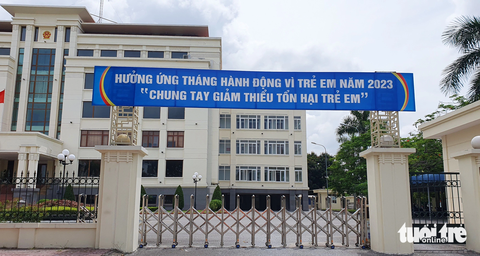 HƯỞNG ỨNG THÁNG HÀNH ĐỘNG VÌ TRẺ EM NĂM 2023
"CHUNG TAY GIẢM THIỂU TỔN HẠI TRẺ EM"
tuổi trẻ
online